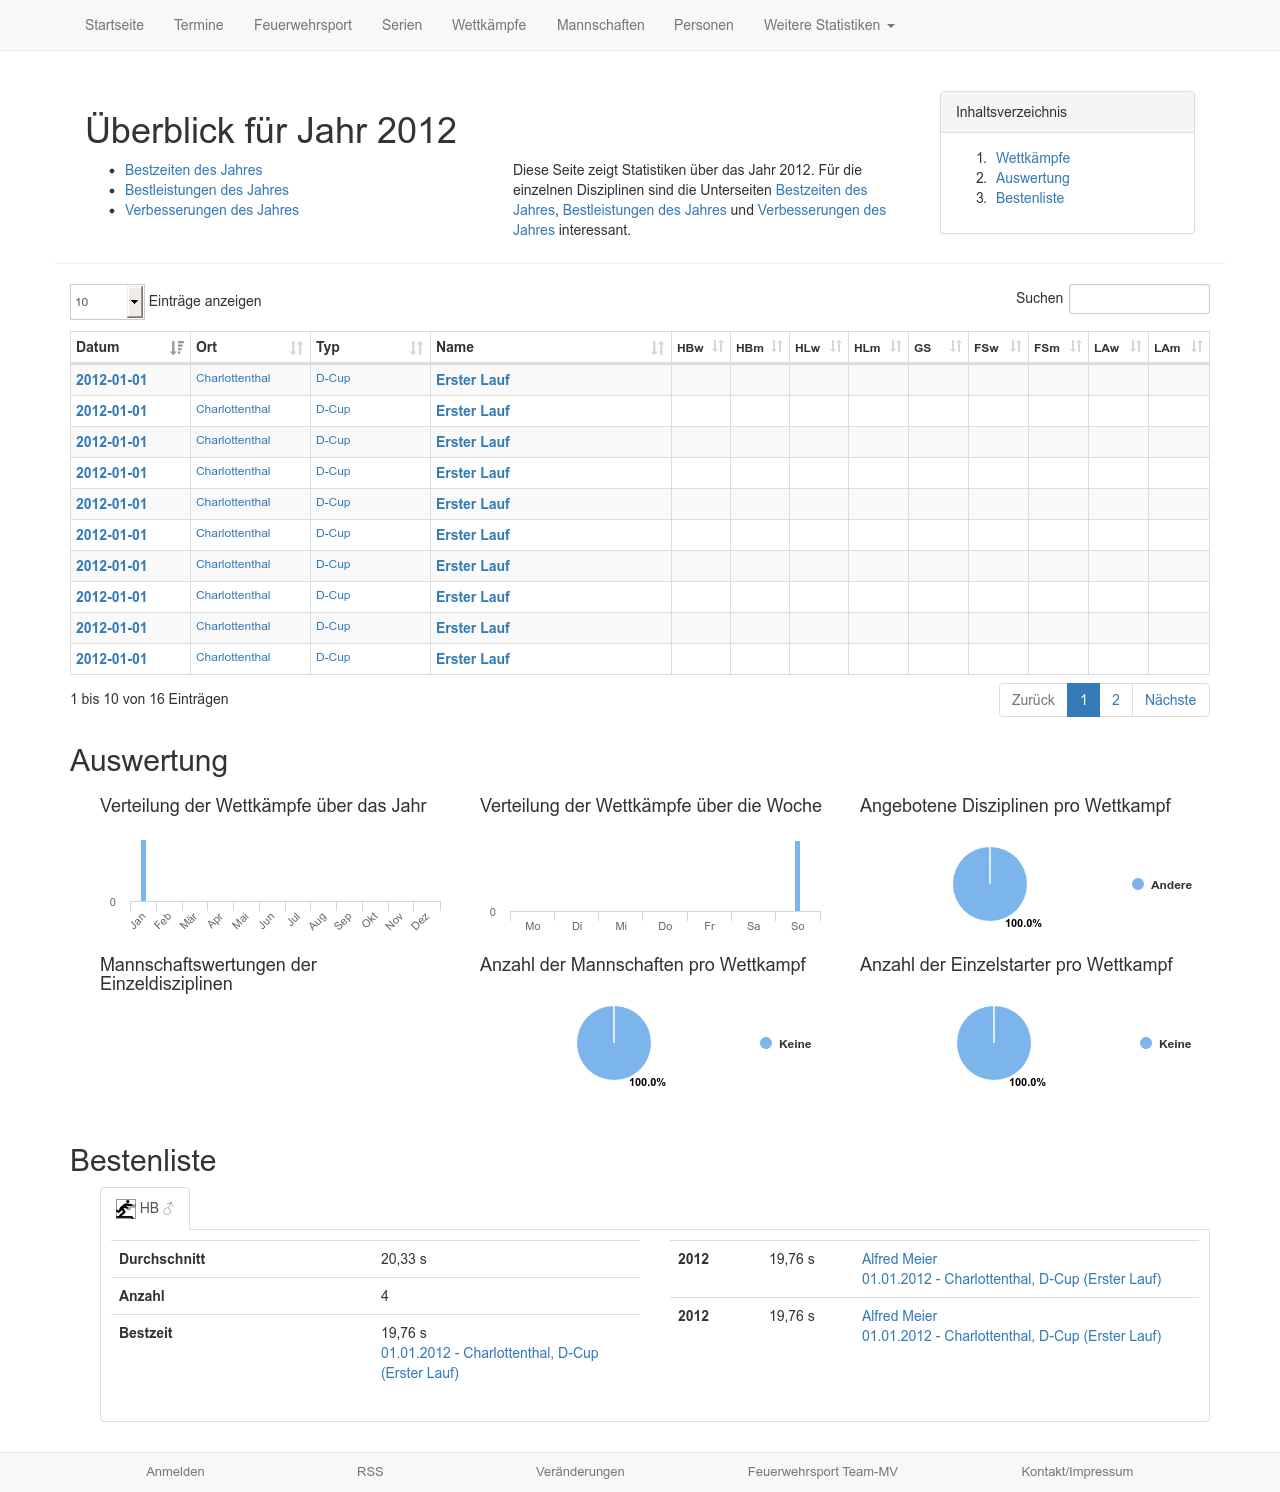 Startseite Termine Feuerwehrsport Serien Wettkämpfe Mannschaften Personen Weitere Statistiken
Überblick für Jahr 2012
• Bestzeiten des Jahres
• Bestleistungen des Jahres
• Verbesserungen des Jahres
Diese Seite zeigt Statistiken über das Jahr 2012. Für die
einzelnen Disziplinen sind die Unterseiten Bestzeiten des
Jahres, Bestleistungen des Jahres und Verbesserungen des
Jahres interessant.
Inhaltsverzeichnis
1. Wettkämpfe
2. Auswertung
3. Bestenliste
10 Einträge anzeigen
Suchen
Datum Ort Typ Name HBw HBm HLw HLm GS FSw FSm LAw LAm
2012-01-01 Charlottenthal D-Cup Erster Lauf
2012-01-01 Charlottenthal D-Cup Erster Lauf
2012-01-01 Charlottenthal D-Cup Erster Lauf
2012-01-01 Charlottenthal D-Cup Erster Lauf
2012-01-01 Charlottenthal D-Cup Erster Lauf
2012-01-01 Charlottenthal D-Cup Erster Lauf
2012-01-01 Charlottenthal D-Cup Erster Lauf
2012-01-01 Charlottenthal D-Cup Erster Lauf
2012-01-01 Charlottenthal D-Cup Erster Lauf
2012-01-01 Charlottenthal D-Cup Erster Lauf
1 bis 10 von 16 Einträgen
Zurück 1 2 Nächste
Auswertung
Verteilung der Wettkämpfe über das Jahr
0
Jan Feb Mär Apr Mai Jun Jul Aug Sep Okt Nov Dez
Verteilung der Wettkämpfe über die Woche
0
Mo Di Mi Do Fr Sa So
Angebotene Disziplinen pro Wettkampf
Andere
100.0%
Mannschaftswertungen der
Einzeldisziplinen
Anzahl der Mannschaften pro Wettkampf
Keine
100.0%
Anzahl der Einzelstarter pro Wettkampf
Keine
100.0%
Bestenliste
HB ♂
Durchschnitt 20,33 s
Anzahl 4
Bestzeit 19,76 s
01.01.2012 - Charlottenthal, D-Cup
(Erster Lauf)
2012 19,76 s Alfred Meier
01.01.2012 - Charlottenthal, D-Cup (Erster Lauf)
2012 19,76 s Alfred Meier
01.01.2012 - Charlottenthal, D-Cup (Erster Lauf)
Anmelden RSS Veränderungen Feuerwehrsport Team-MV Kontakt/Impressum